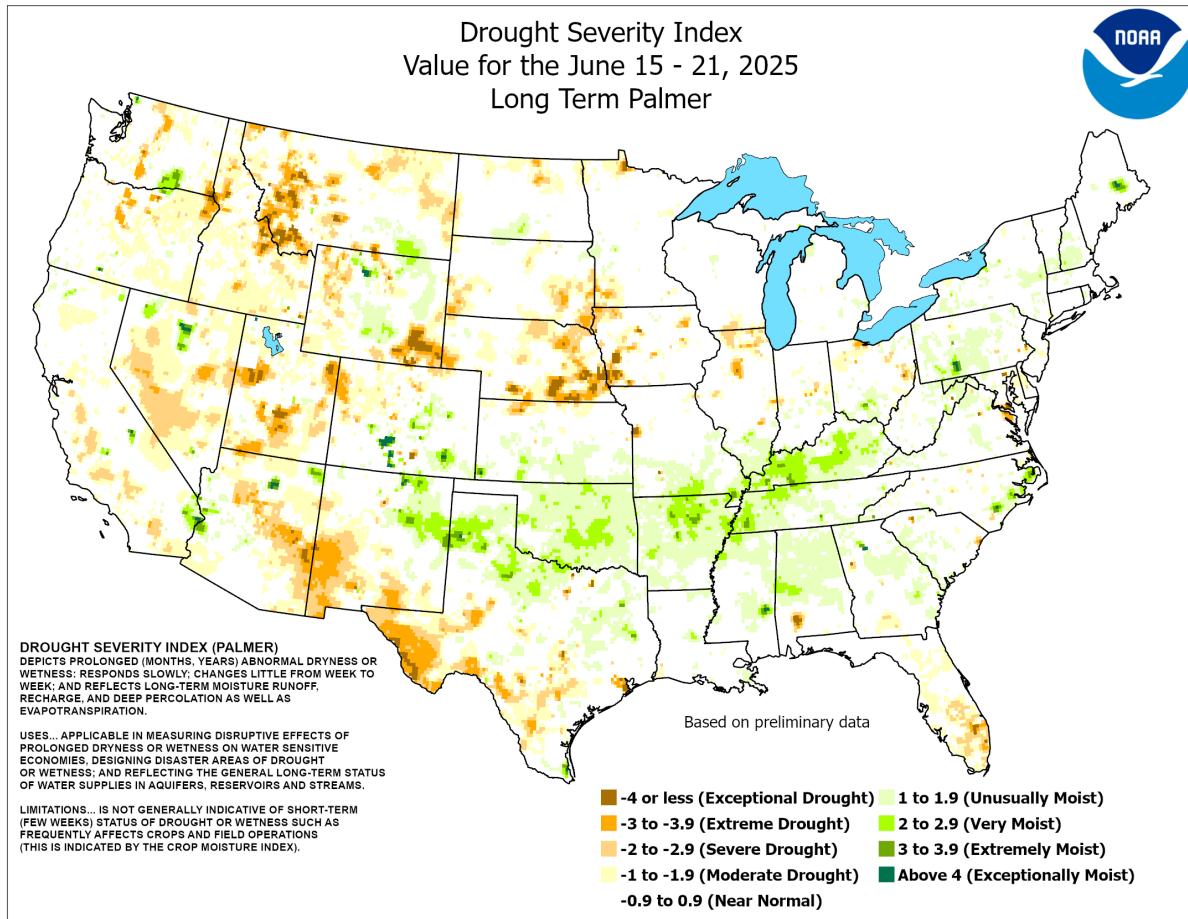 Drought Severity Index
Value for the June 15 - 21, 2025
Long Term Palmer
NOAA
DROUGHT SEVERITY INDEX (PALMER)
DEPICTS PROLONGED (MONTHS, YEARS) ABNORMAL DRYNESS OR
WETNESS: RESPONDS SLOWLY; CHANGES LITTLE FROM WEEK TO
WEEK; AND REFLECTS LONG-TERM MOISTURE RUNOFF,
RECHARGE, AND DEEP PERCOLATION AS WELL AS
EVAPOTRANSPIRATION.
USES... APPLICABLE IN MEASURING DISRUPTIVE EFFECTS OF
PROLONGED DRYNESS OR WETNESS ON WATER SENSITIVE
ECONOMIES, DESIGNING DISASTER AREAS OF DROUGHT
OR WETNESS; AND REFLECTING THE GENERAL LONG-TERM STATUS
OF WATER SUPPLIES IN AQUIFERS, RESERVOIRS AND STREAMS.
LIMITATIONS... IS NOT GENERALLY INDICATIVE OF SHORT-TERM
(FEW WEEKS) STATUS OF DROUGHT OR WETNESS SUCH AS
FREQUENTLY AFFECTS CROPS AND FIELD OPERATIONS
(THIS IS INDICATED BY THE CROP MOISTURE INDEX).
Based on preliminary data
-4 or less (Exceptional Drought)
-3 to -3.9 (Extreme Drought)
-2 to -2.9 (Severe Drought)
-1 to -1.9 (Moderate Drought)
-0.9 to 0.9 (Near Normal)
1 to 1.9 (Unusually Moist)
2 to 2.9 (Very Moist)
3 to 3.9 (Extremely Moist)
Above 4 (Exceptionally Moist)